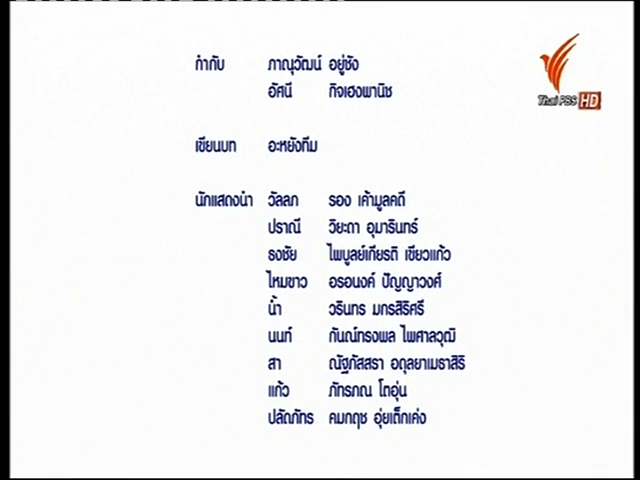 กำกับ ภาณุวัฒน์ อยู่ชัง
อัศนี กิจเฮงพานิช
เขียนบท อะหยังทีม
นักแสดงนำ วัลลภ รอง เค้ามูลคดี
ปราณี วิยะดา อุมารินทร์
ธงชัย ไพบูลย์เกียรติ เขียวแก้ว
ไหมขาว อรอนงค์ ปัญญาวงศ์
น้ำ วรินทร มกรสิริศรี
นนท์ กันณ์ทรงพล ไพศาลวุฒิ
สา ณัฐภัสสรา อดุลยาเมธาสิริ
แก้ว ภัทรภณ โตอุ่น
ปลัดภัทร คมกฤช อุ่ยเต็กเค่ง
Thai PBS HD